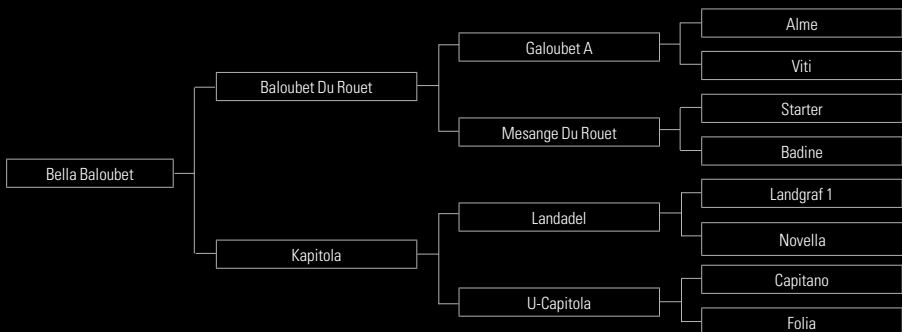 Bella Baloubet
Baloubet Du Rouet
Kapitola
Galoubet A
Mesange Du Rouet
Landadel
U-Capitola
Alme
Viti
Starter
Badine
Landgraf 1
Novella
Capitano
Folia